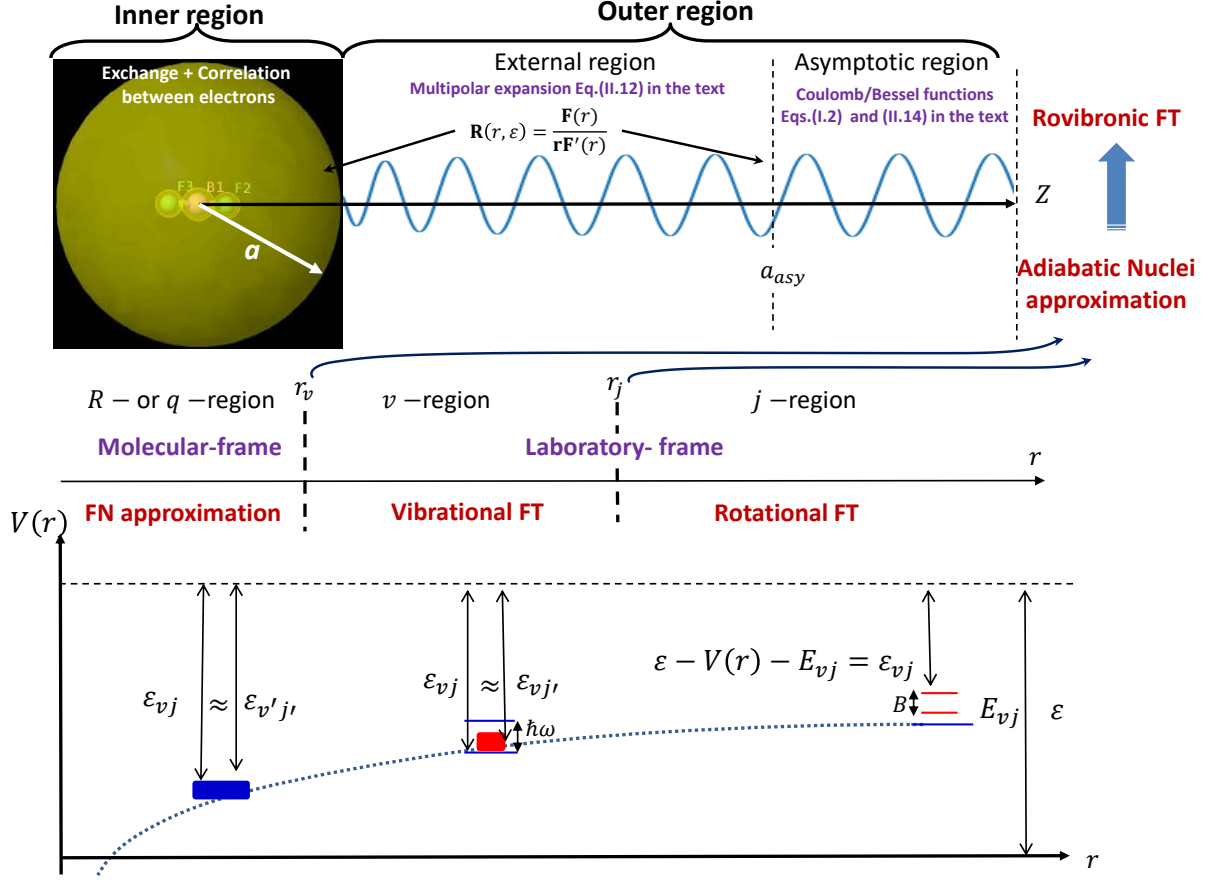 Inner region
Outer region
Exchange + Correlation
between electrons
External region
Multipolar expansion Eq.(II.12) in the text
Asymptotic region
Coulomb/Bessel functions
Eqs.(I.2) and (II.14) in the text
R(r, ε) = F(r) / rF′(r)
Rovibronic FT
F3 B1 F2
Z
a
a_asy
Adiabatic Nuclei
approximation
r_v
r_j
R − or q −region
v −region
j −region
Molecular-frame
Laboratory- frame
r
FN approximation
Vibrational FT
Rotational FT
V(r)
ε − V(r) − E_vj = ε_vj
ε_vj ≈ ε_v′j′
ε_vj ≈ ε_vj′
B
E_vj
ε
ħω
r